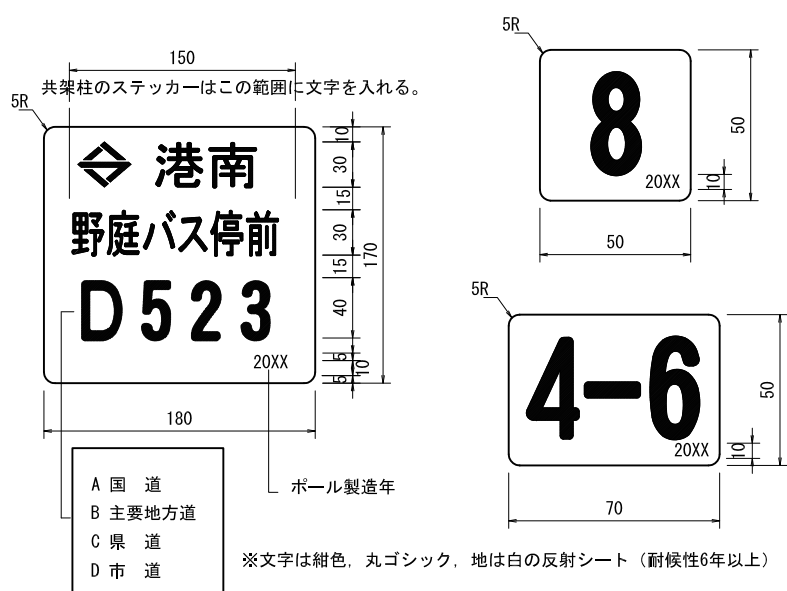 150
共架柱のステッカーはこの範囲に文字を入れる。
5R
港南
野庭バス停前
D523
20XX
10
30
15
30
15
40
5
10
5
170
180
A 国 道
B 主要地方道
C 県 道
D 市 道
ポール製造年
5R
8
20XX
10
50
50
5R
4-6
20XX
10
50
70
※文字は紺色，丸ゴシック，地は白の反射シート（耐候性6年以上）